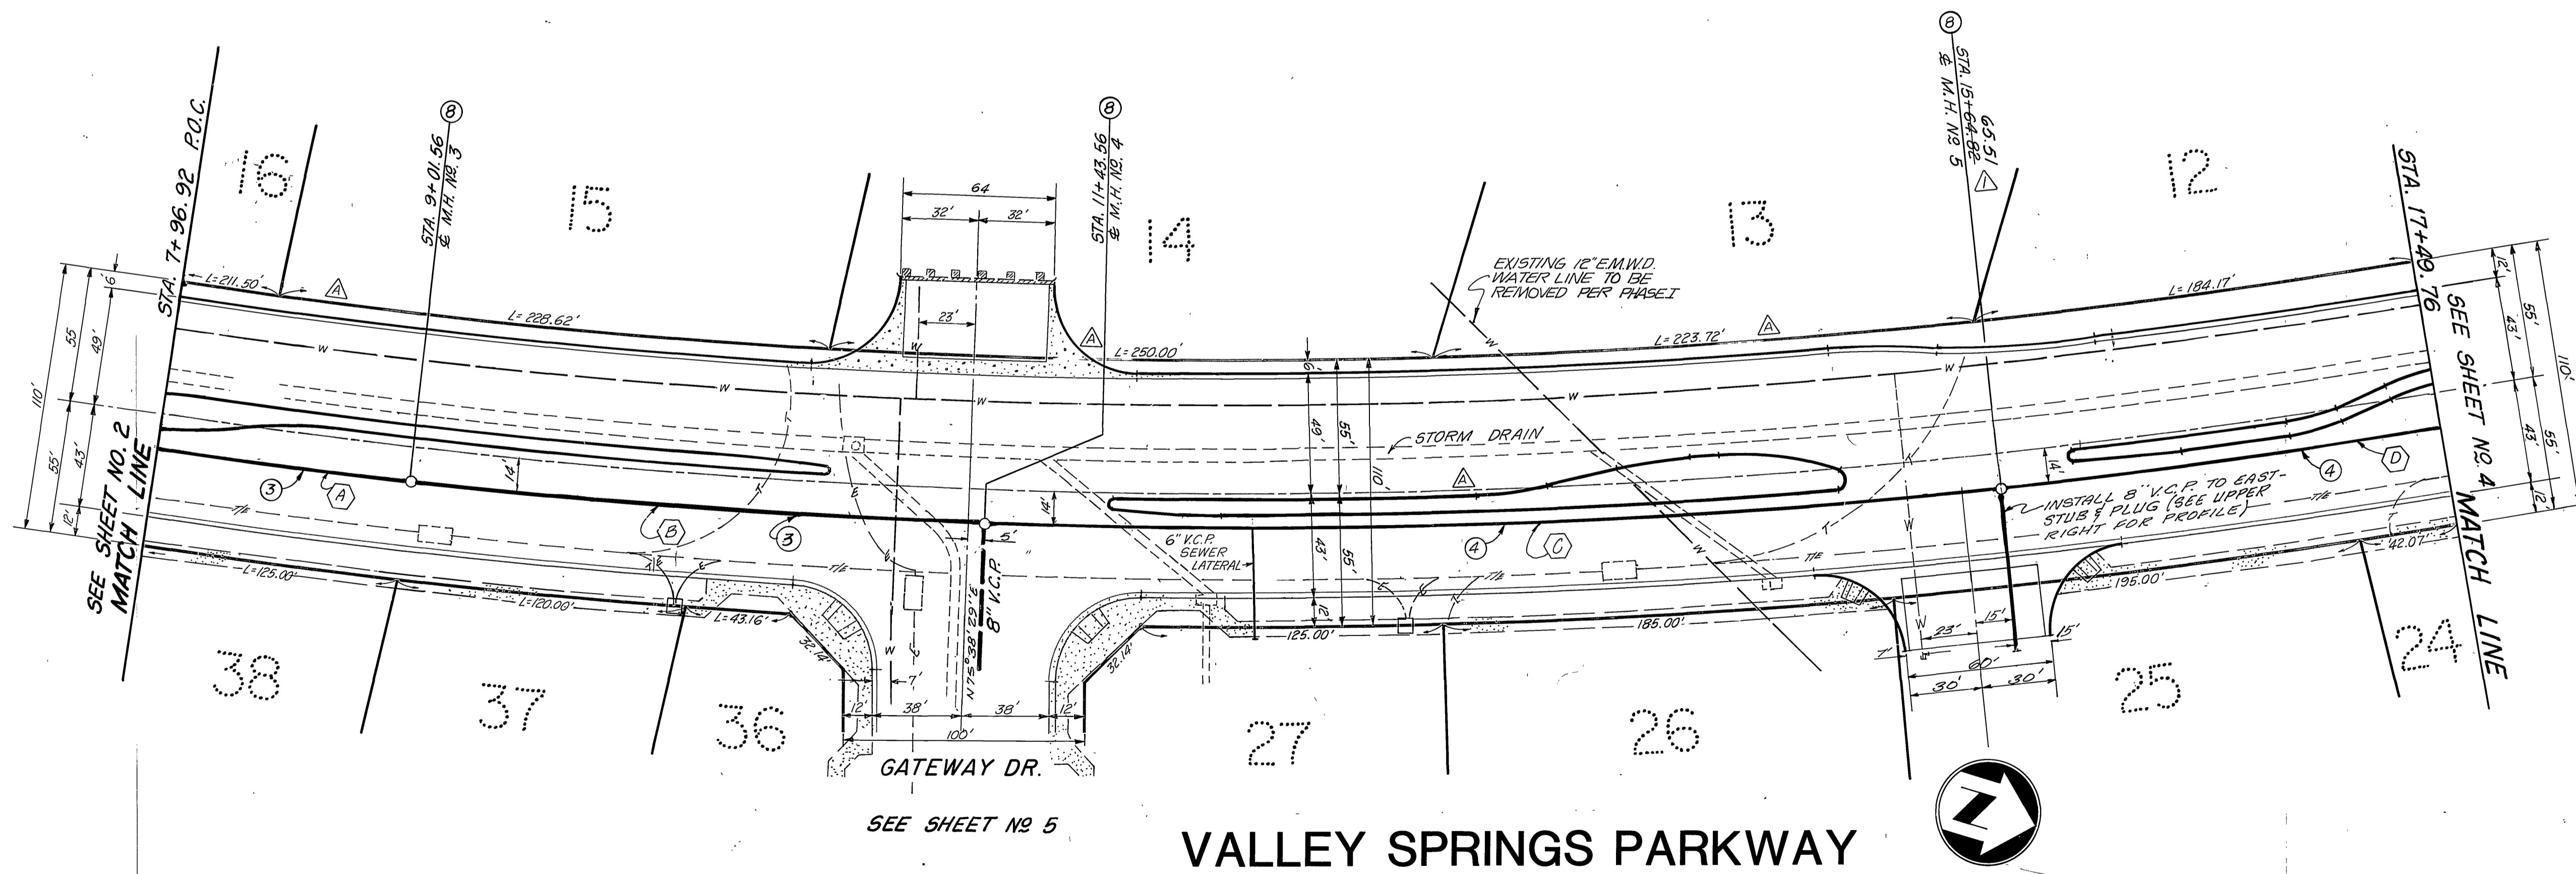 STA. 7+96.92 P.O.C.
SEE SHEET NO. 2
MATCH LINE
16
15
14
13
12
8
STA. 9+01.56
℄ M.H. Nº 3
8
STA. 11+43.56
℄ M.H. Nº 4
8
65.51
STA. 15+64.82
℄ M.H. Nº 5
1
STA. 17+49.76
SEE SHEET NO. 4
MATCH LINE
64
32'
32'
23'
L=211.50'
A
L=228.62'
A
L=250.00'
L=223.72'
A
L=184.17'
EXISTING 12" E.M.W.D.
WATER LINE TO BE
REMOVED PER PHASE I
110'
55
49'
6'
55'
43'
12'
W
W
W
W
W
W
STORM DRAIN
A
6'
49'
55'
110'
43'
55'
12'
12'
55'
43'
110'
43'
55'
12'
14'
14'
14'
3
A
B
3
4
C
4
D
5'
6" V.C.P.
SEWER
LATERAL
INSTALL 8" V.C.P. TO EAST-
STUB & PLUG (SEE UPPER
RIGHT FOR PROFILE)
T/E
T/E
T/E
T/E
T/E
T/E
N75°38'29.6"E
8" V.C.P.
L=125.00'
L=120.00'
L=43.16'
32.14'
32.14'
125.00'
185.00'
195.00'
42.07'
7'
12'
38'
38'
12'
100'
7'
23'
15'
15'
60'
30'
30'
38
37
36
27
26
25
24
GATEWAY DR.
SEE SHEET Nº 5
VALLEY SPRINGS PARKWAY
Z